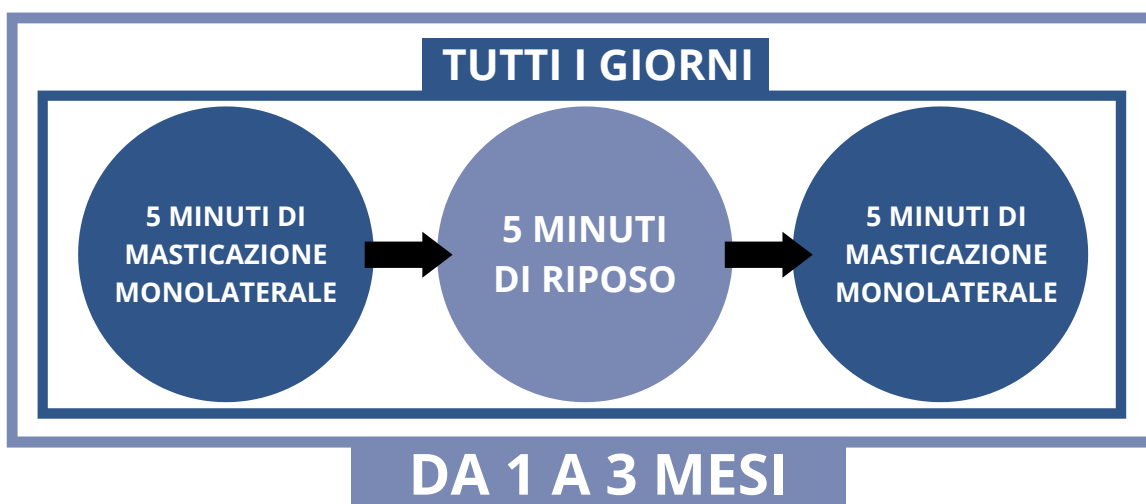 TUTTI I GIORNI
5 MINUTI DI
MASTICAZIONE
MONOLATERALE
5 MINUTI
DI RIPOSO
5 MINUTI DI
MASTICAZIONE
MONOLATERALE
DA 1 A 3 MESI